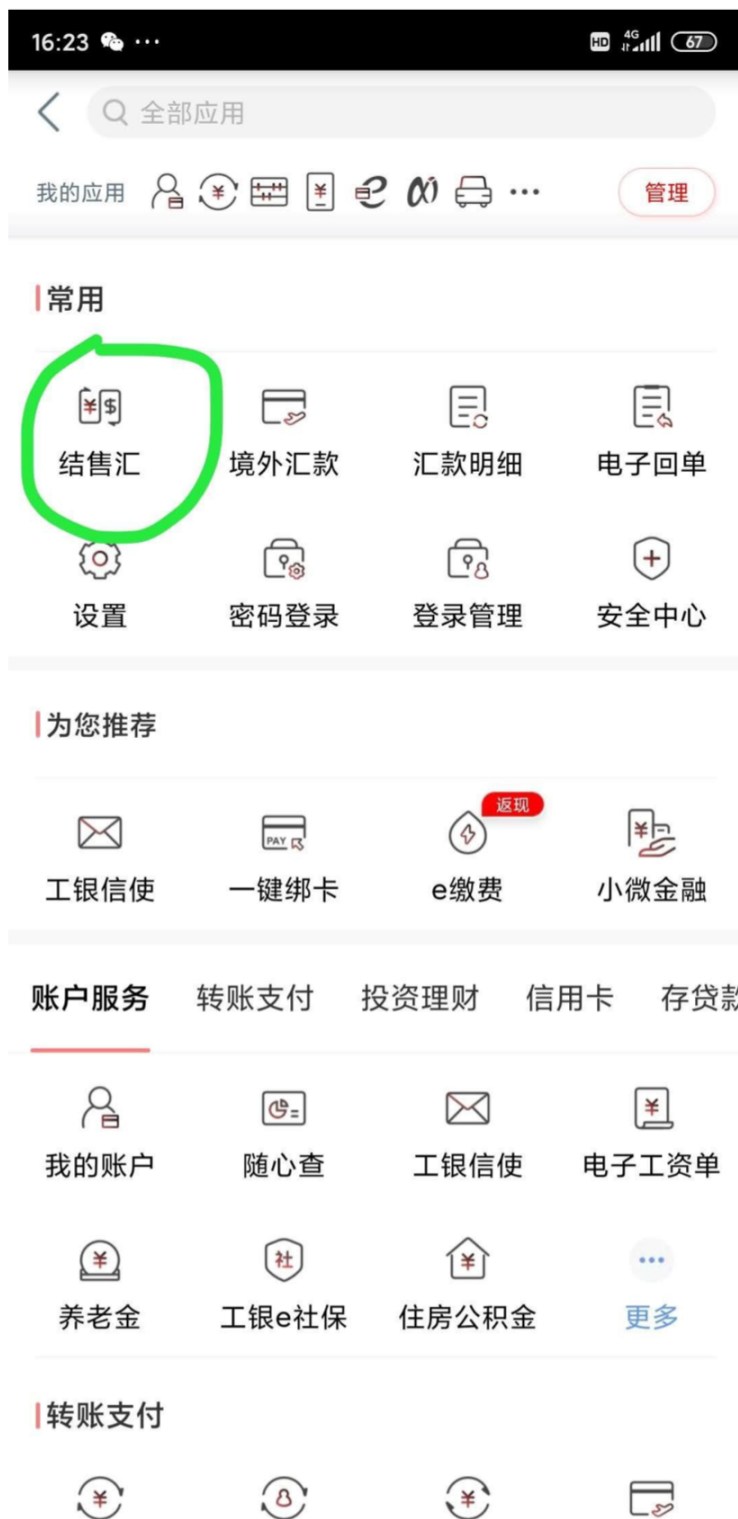 16:23 ··· HD 4G 67
全部应用
我的应用 ··· 管理
常用
结售汇 境外汇款 汇款明细 电子回单
设置 密码登录 登录管理 安全中心
为您推荐
返现
PAY
工银信使 一键绑卡 e缴费 小微金融
账户服务 转账支付 投资理财 信用卡 存贷款
我的账户 随心查 工银信使 电子工资单
社
养老金 工银e社保 住房公积金 更多
转账支付